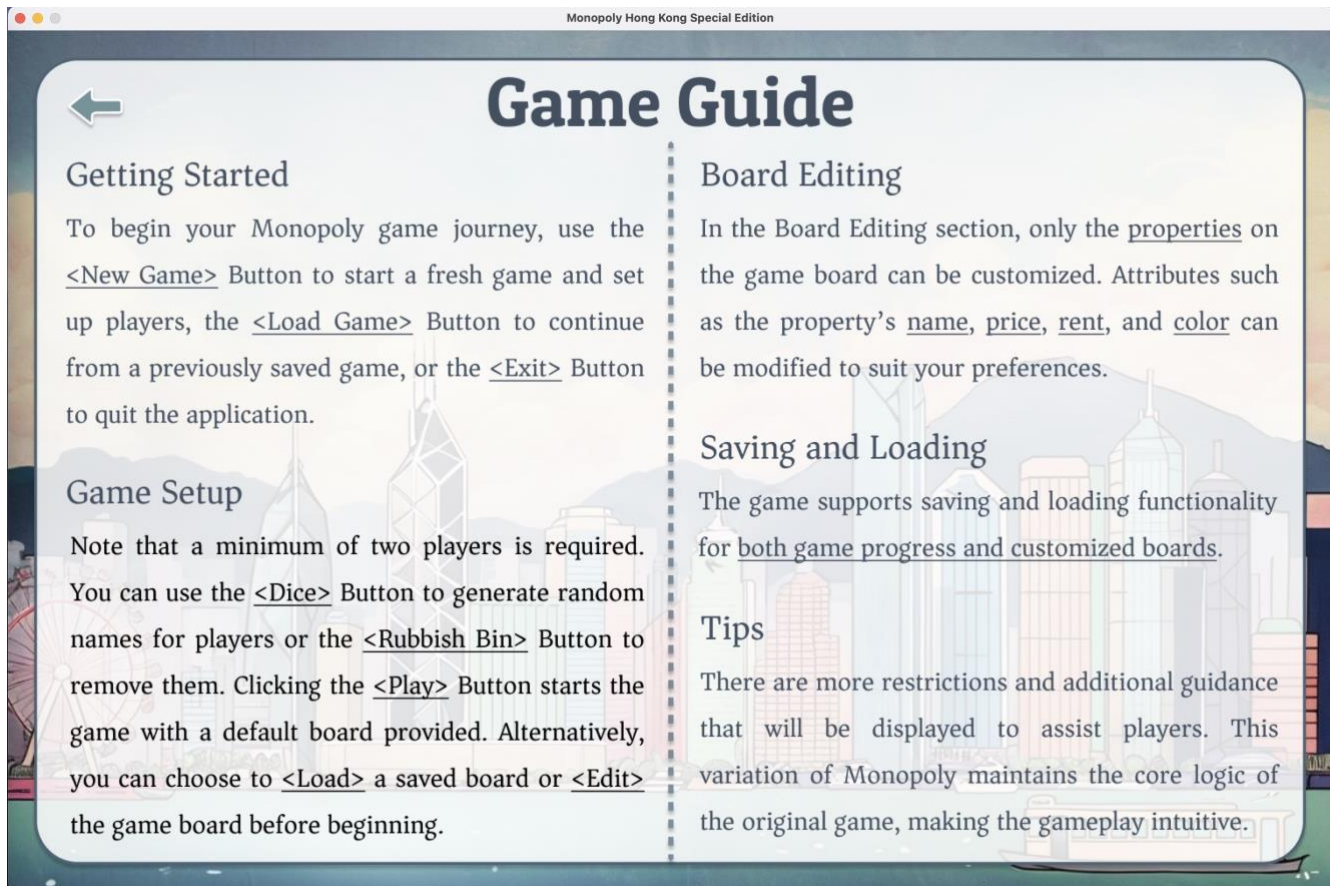 Monopoly Hong Kong Special Edition
Game Guide
Getting Started
To begin your Monopoly game journey, use the
<New Game> Button to start a fresh game and set
up players, the <Load Game> Button to continue
from a previously saved game, or the <Exit> Button
to quit the application.
Game Setup
Note that a minimum of two players is required.
You can use the <Dice> Button to generate random
names for players or the <Rubbish Bin> Button to
remove them. Clicking the <Play> Button starts the
game with a default board provided. Alternatively,
you can choose to <Load> a saved board or <Edit>
the game board before beginning.
Board Editing
In the Board Editing section, only the properties on
the game board can be customized. Attributes such
as the property’s name, price, rent, and color can
be modified to suit your preferences.
Saving and Loading
The game supports saving and loading functionality
for both game progress and customized boards.
Tips
There are more restrictions and additional guidance
that will be displayed to assist players. This
variation of Monopoly maintains the core logic of
the original game, making the gameplay intuitive.